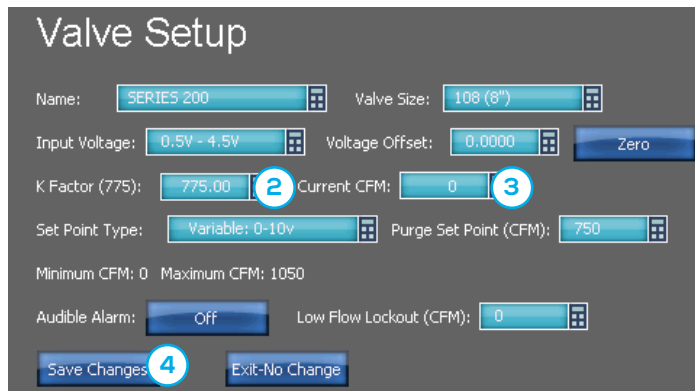 Valve Setup
Name: SERIES 200 Valve Size: 108 (8")
Input Voltage: 0.5V - 4.5V Voltage Offset: 0.0000 Zero
K Factor (775): 775.00 2 Current CFM: 0 3
Set Point Type: Variable: 0-10v Purge Set Point (CFM): 750
Minimum CFM: 0 Maximum CFM: 1050
Audible Alarm: Off Low Flow Lockout (CFM): 0
Save Changes 4 Exit-No Change